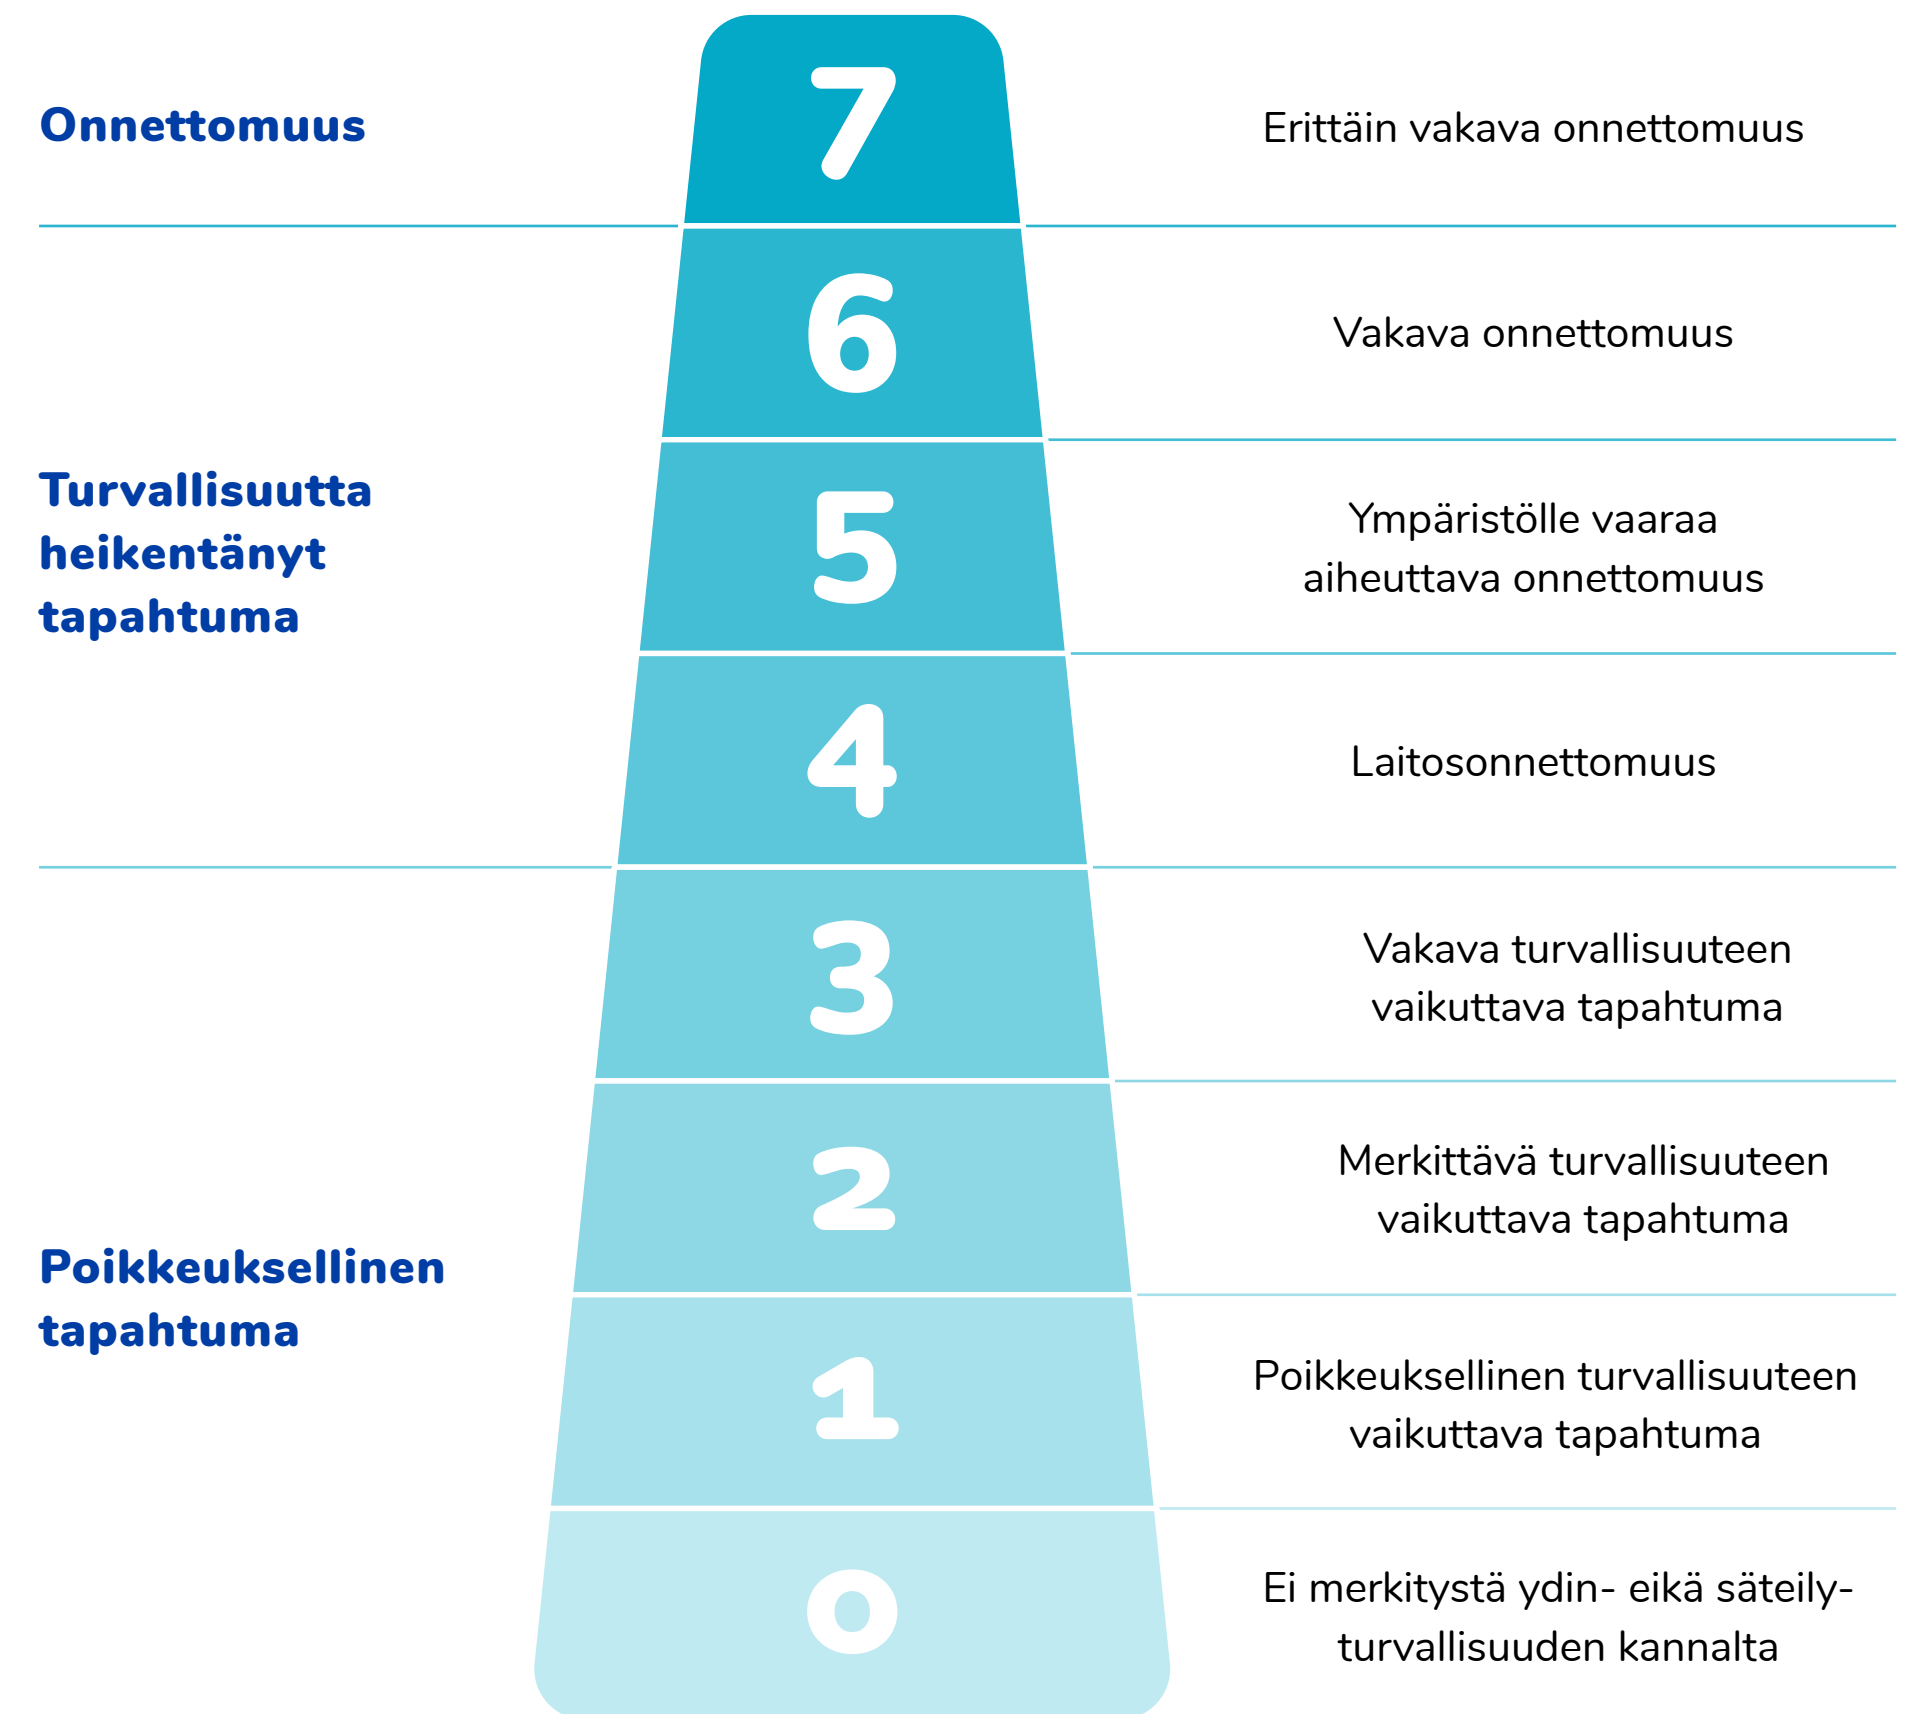 Onnettomuus
7
Erittäin vakava onnettomuus
6
Vakava onnettomuus
Turvallisuutta
heikentänyt
tapahtuma
5
Ympäristölle vaaraa
aiheuttava onnettomuus
4
Laitosonnettomuus
3
Vakava turvallisuuteen
vaikuttava tapahtuma
2
Merkittävä turvallisuuteen
vaikuttava tapahtuma
Poikkeuksellinen
tapahtuma
1
Poikkeuksellinen turvallisuuteen
vaikuttava tapahtuma
0
Ei merkitystä ydin- eikä säteily-
turvallisuuden kannalta